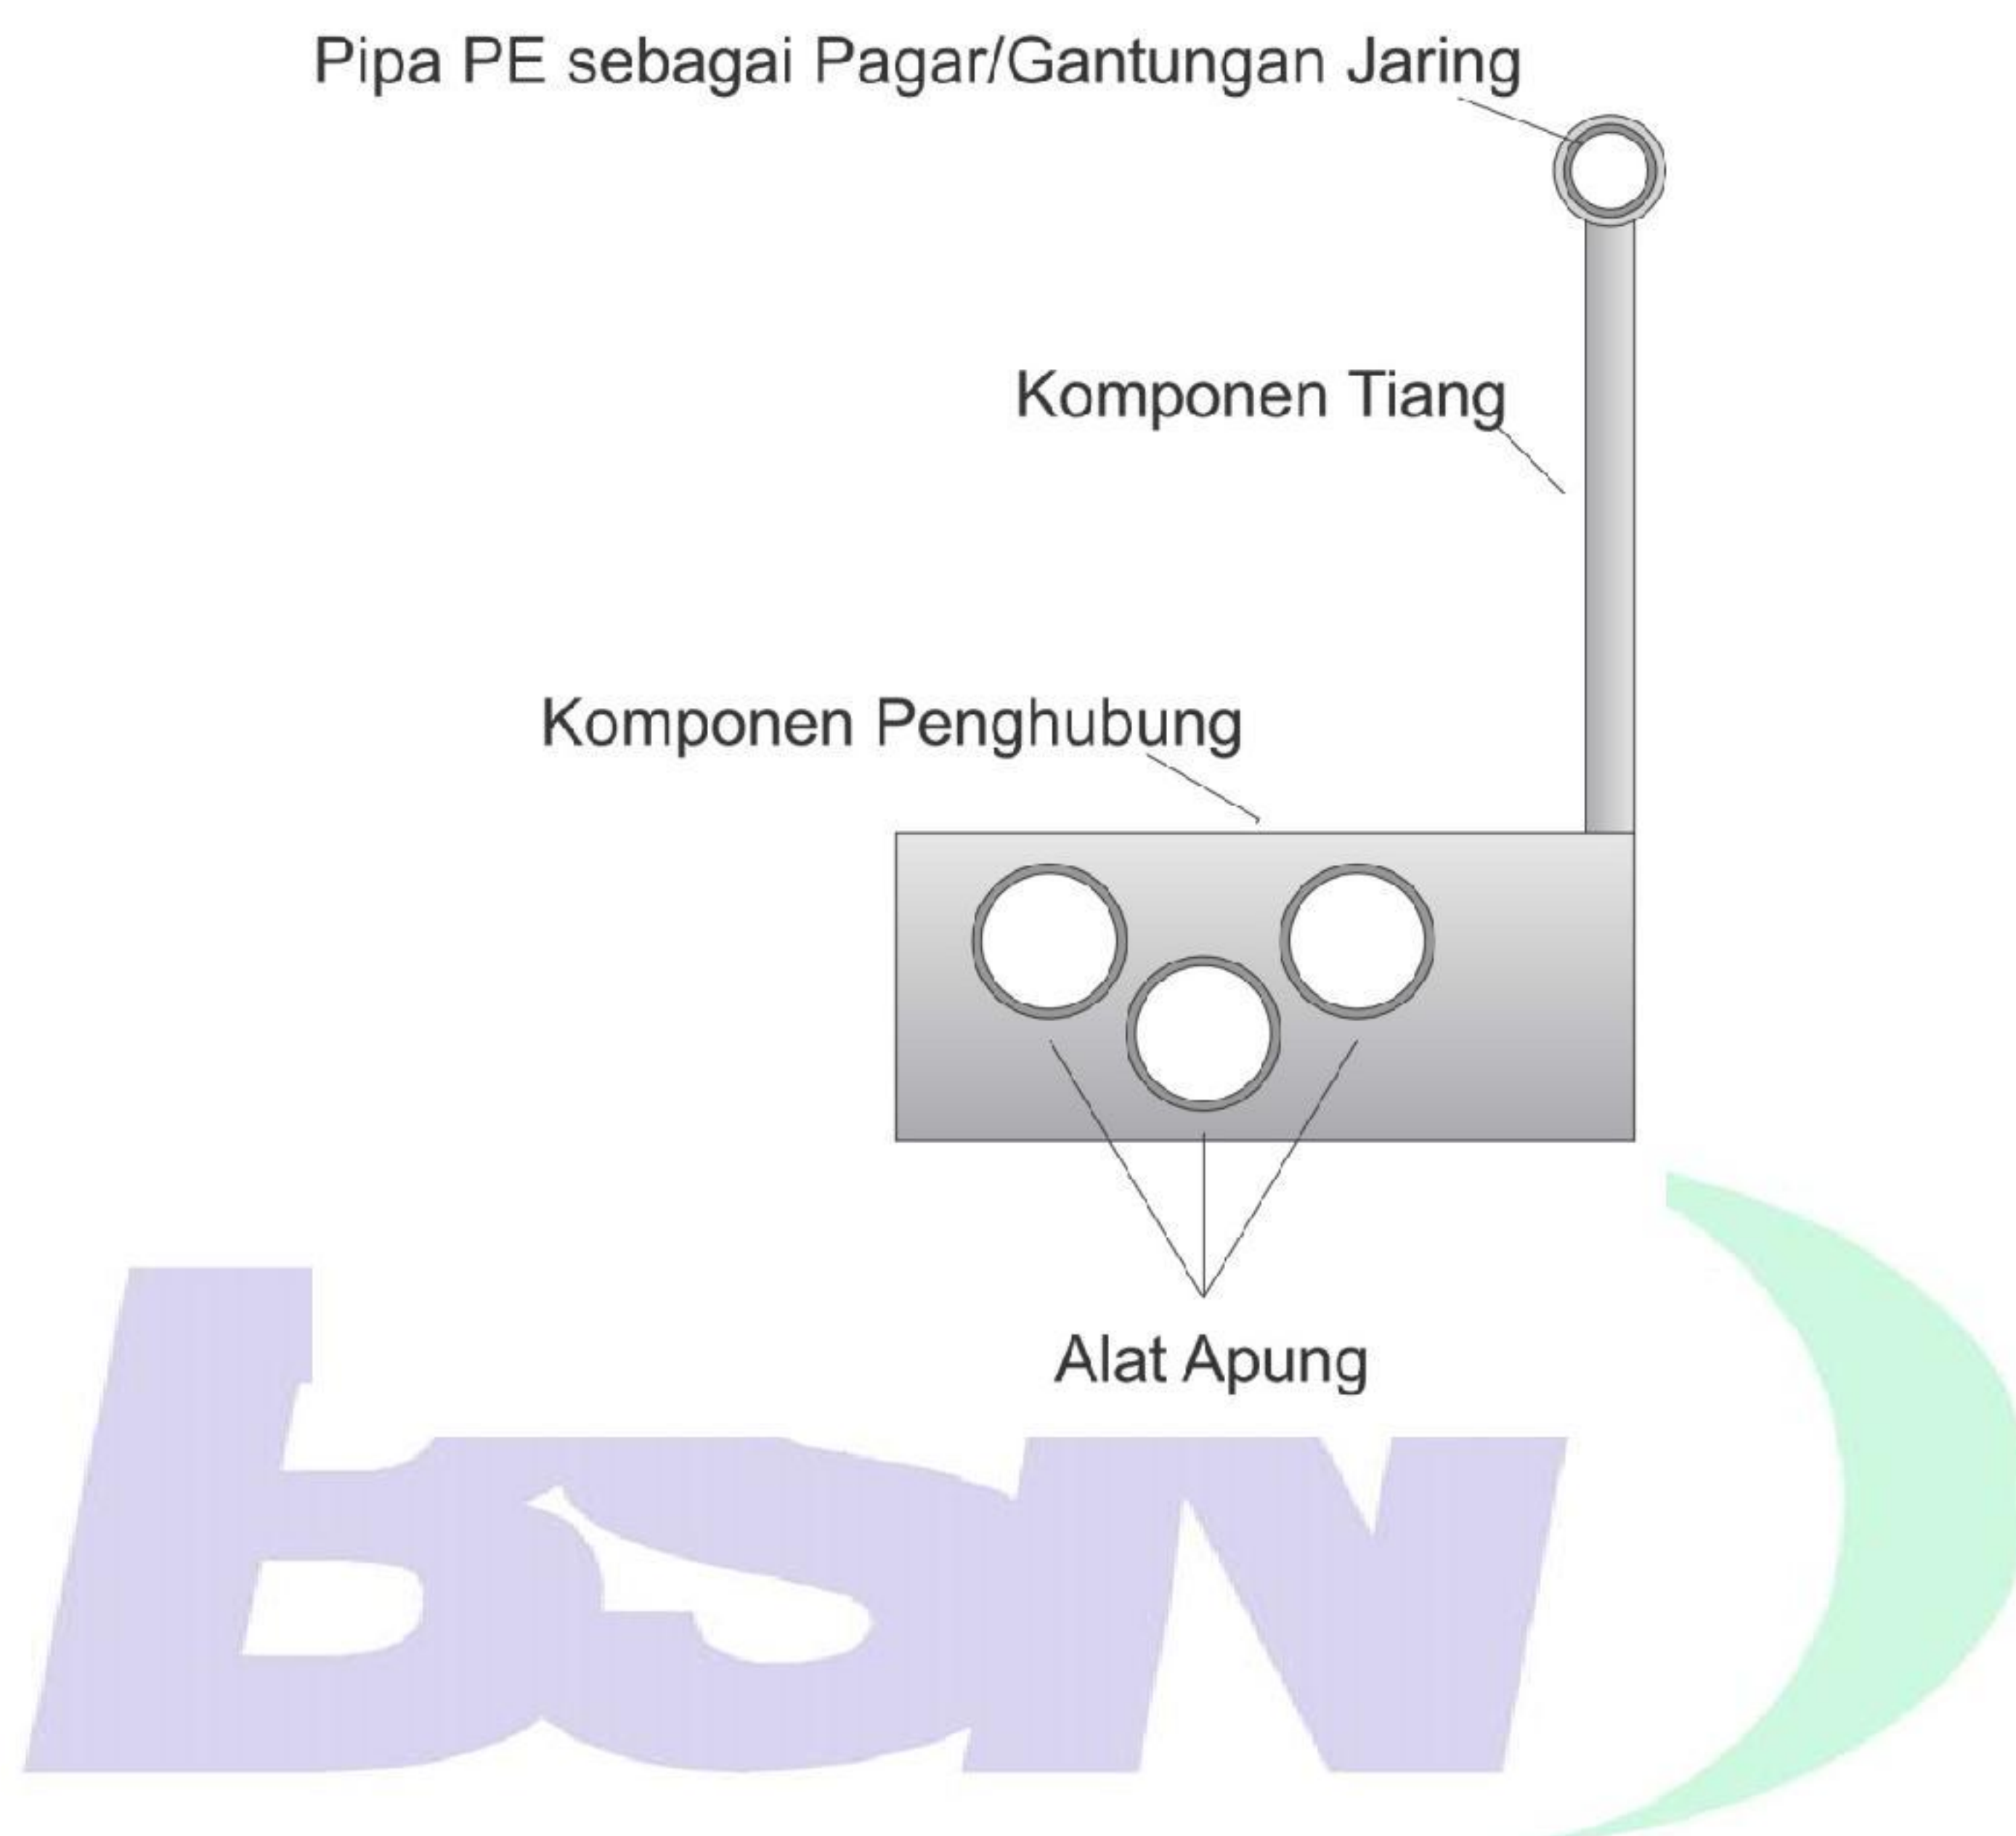 Pipa PE sebagai Pagar/Gantungan Jaring
Komponen Tiang
Komponen Penghubung
Alat Apung
bsn